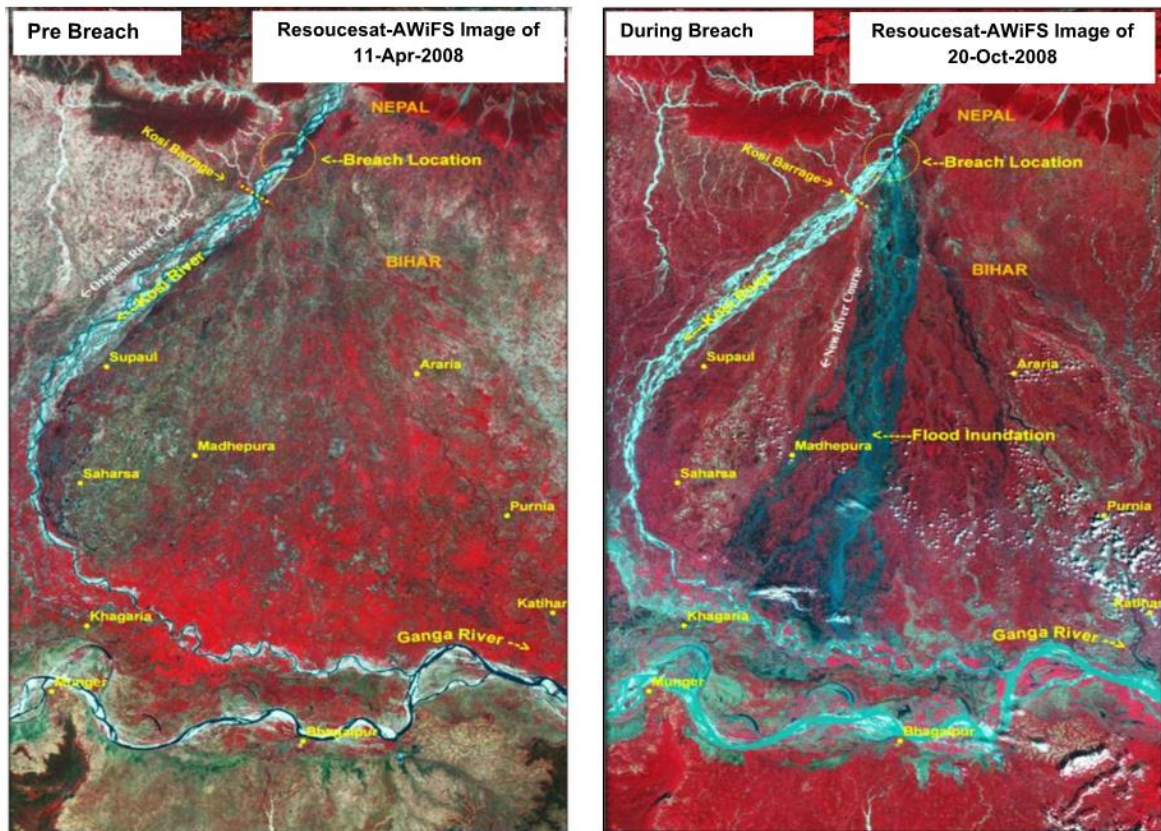 Pre Breach
Resoucesat-AWiFS Image of
11-Apr-2008
NEPAL
Kosi Barrage→
<--Breach Location
←Original River Course
BIHAR
<---Kosi River
Supaul
Araria
Madhepura
Saharsa
Purnia
Katihar
Khagaria
Ganga River -->
Munger
Bhagalpur
During Breach
Resoucesat-AWiFS Image of
20-Oct-2008
NEPAL
Kosi Barrage→
<--Breach Location
BIHAR
<--Kosi River
←New River Course
Supaul
Araria
<-----Flood Inundation
Madhepura
Saharsa
Purnia
Katihar
Khagaria
Ganga River -->
Munger
Bhagalpur